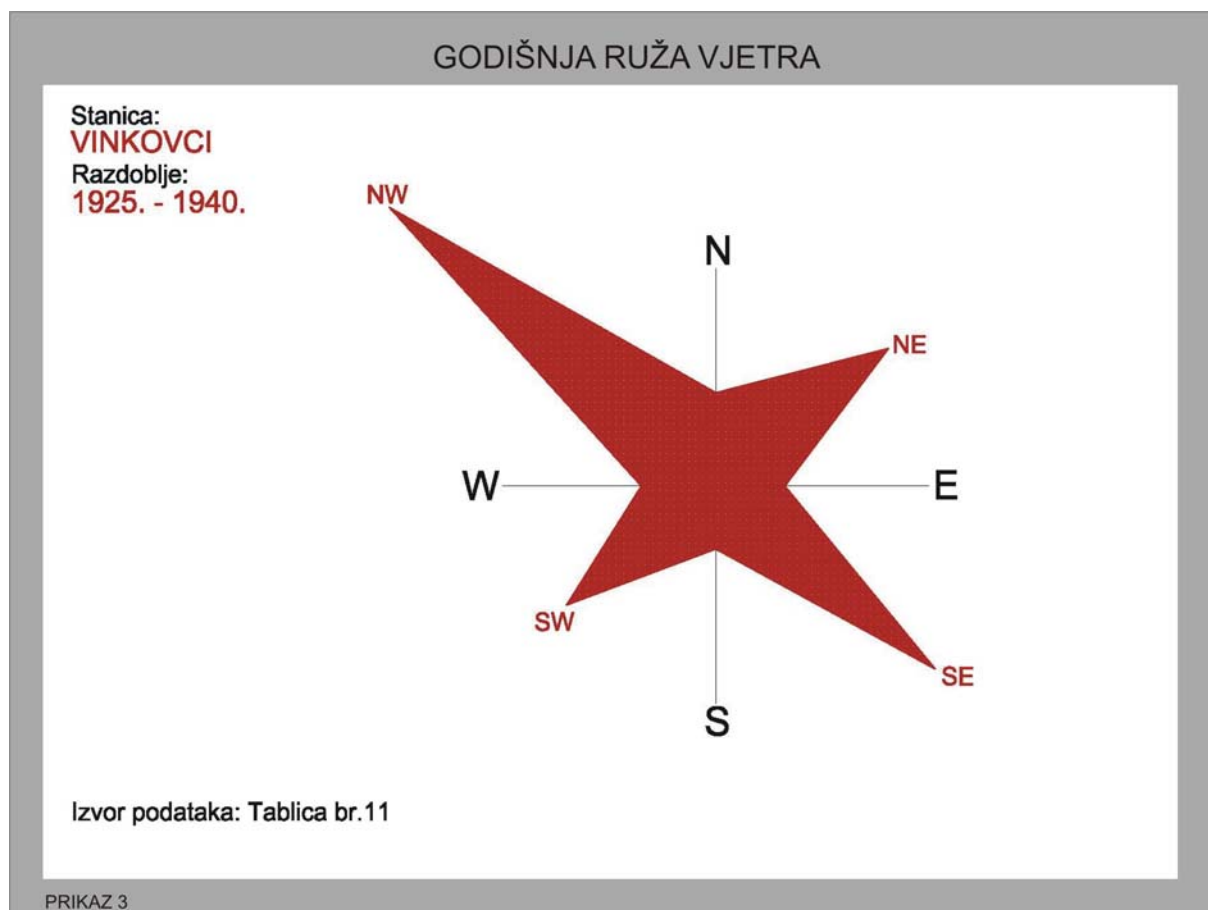 GODIŠNJA RUŽA VJETRA
Stanica:
VINKOVCI
Razdoblje:
1925. - 1940.
NW
N
NE
W
E
SW
SE
S
Izvor podataka: Tablica br.11
PRIKAZ 3